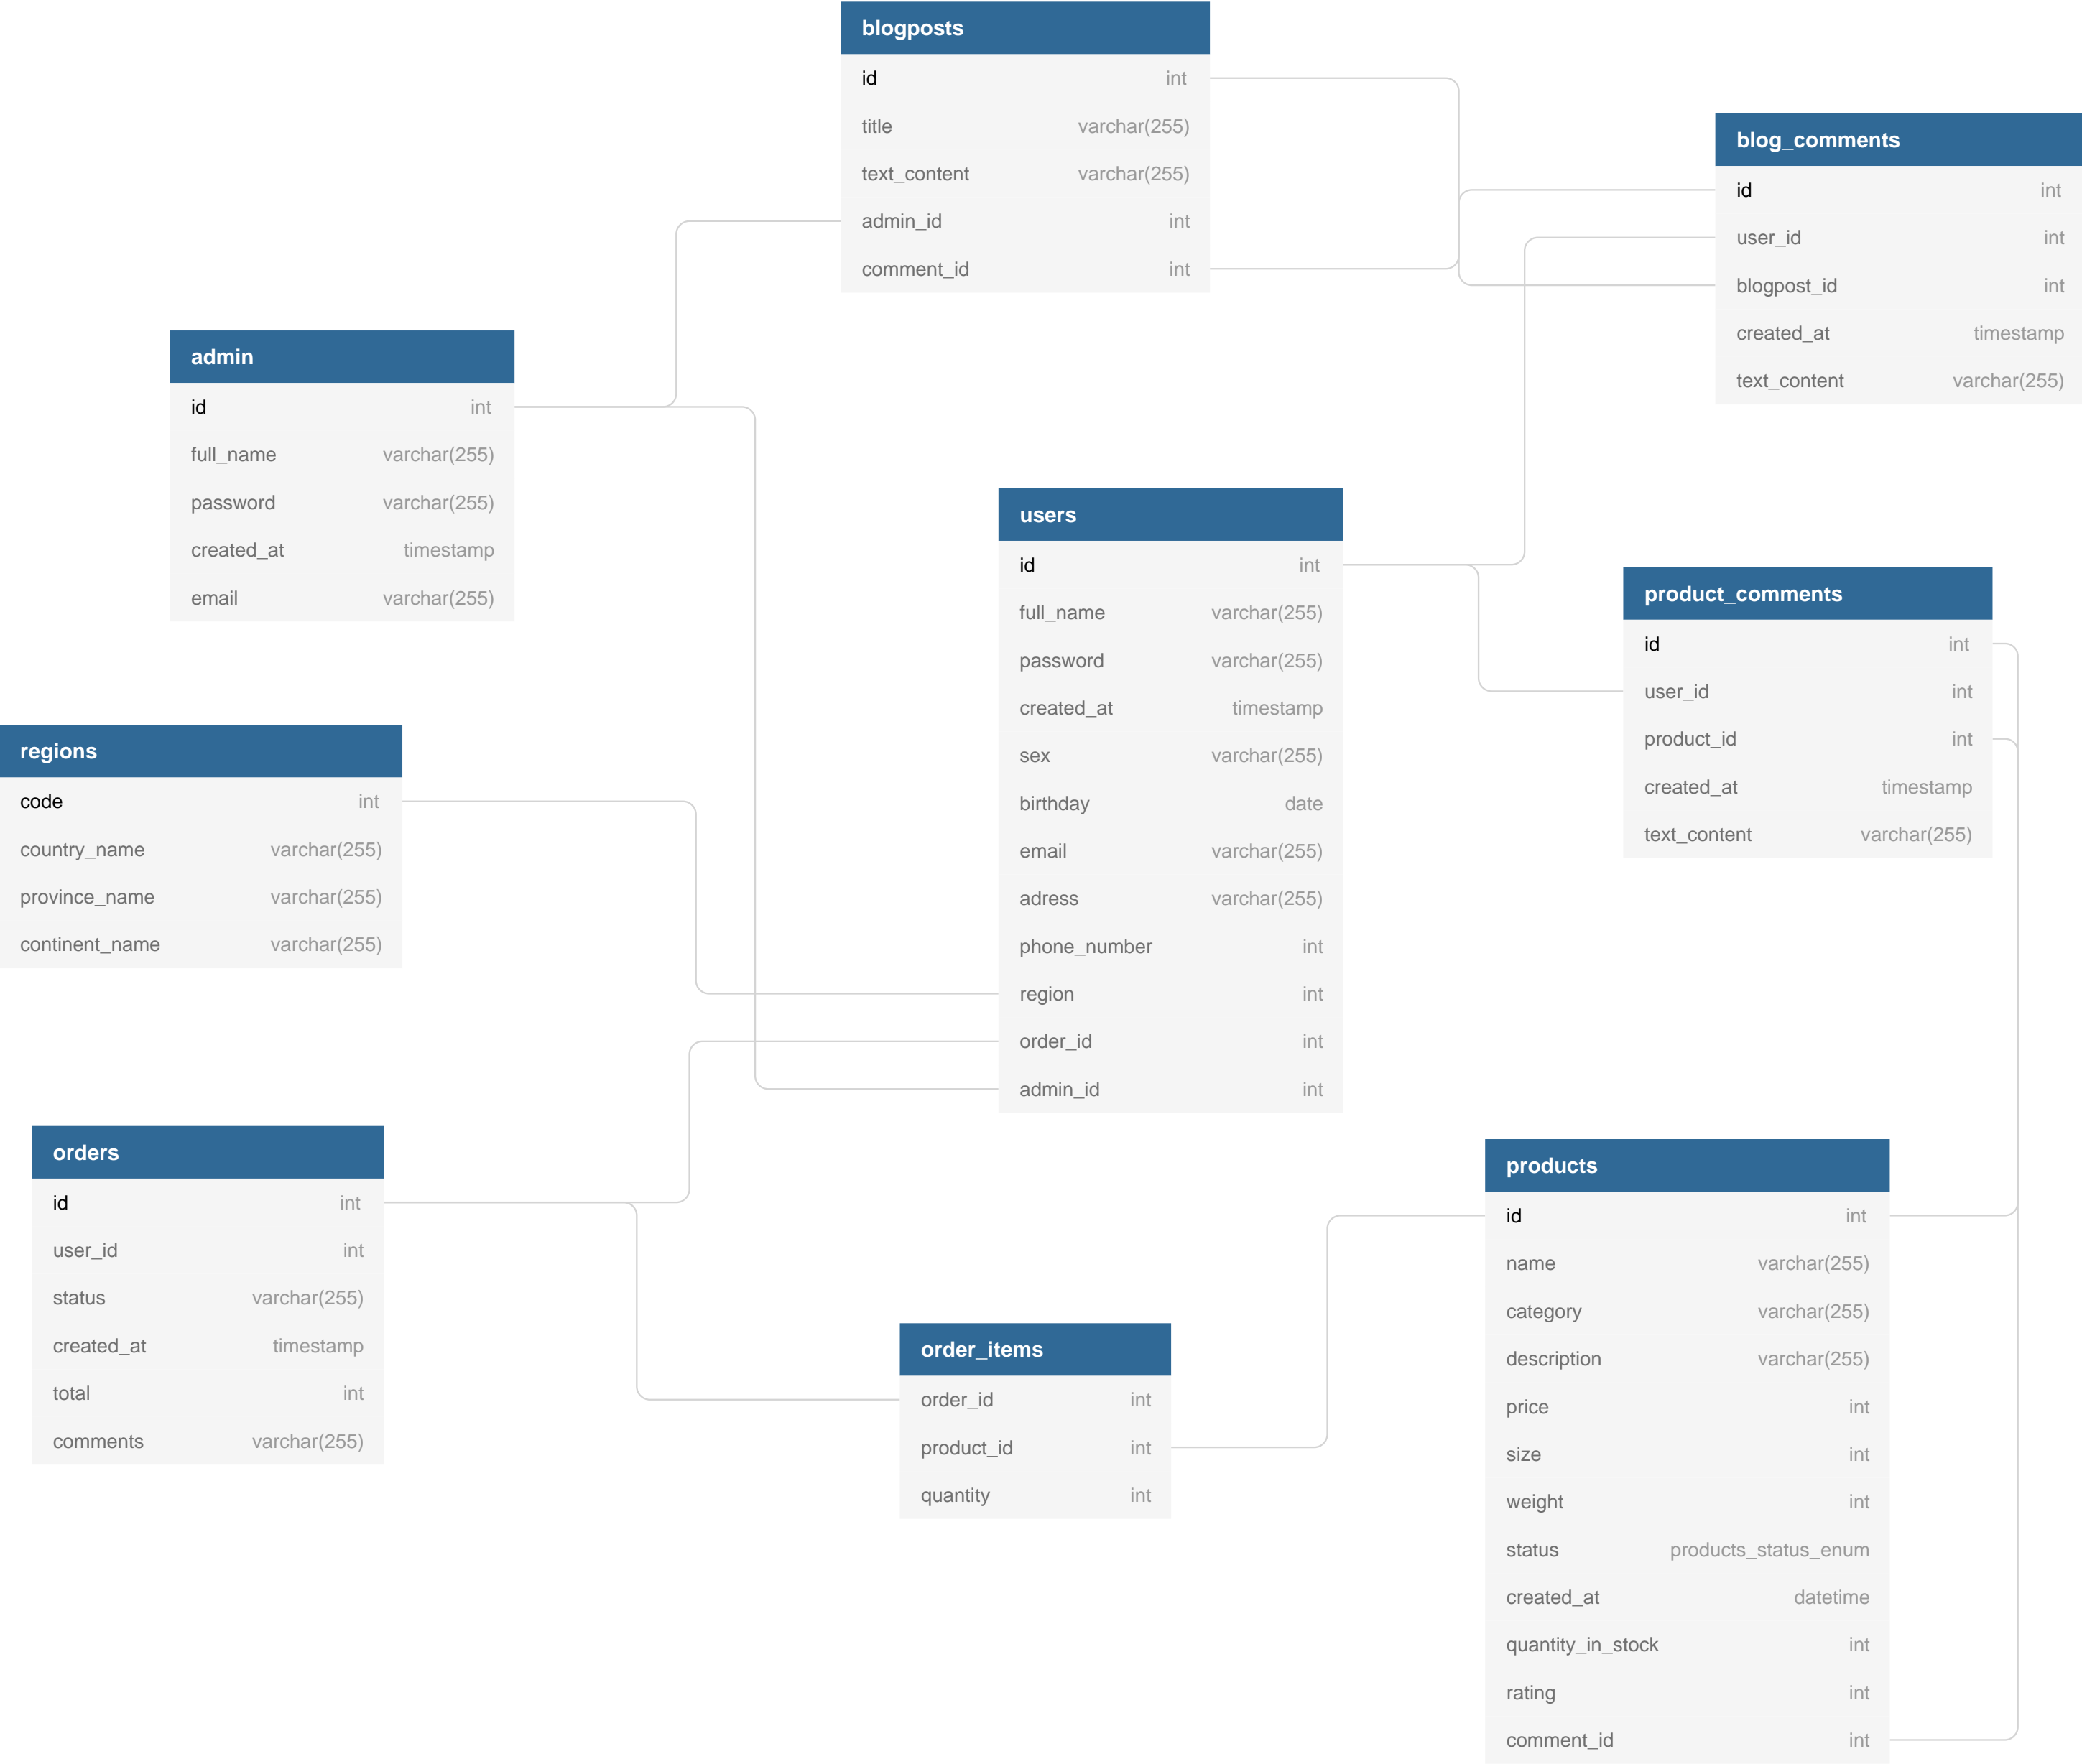 blogposts
id int
title varchar(255)
text_content varchar(255)
admin_id int
comment_id int
blog_comments
id int
user_id int
blogpost_id int
created_at timestamp
text_content varchar(255)
admin
id int
full_name varchar(255)
password varchar(255)
created_at timestamp
email varchar(255)
users
id int
full_name varchar(255)
password varchar(255)
created_at timestamp
sex varchar(255)
birthday date
email varchar(255)
adress varchar(255)
phone_number int
region int
order_id int
admin_id int
product_comments
id int
user_id int
product_id int
created_at timestamp
text_content varchar(255)
regions
code int
country_name varchar(255)
province_name varchar(255)
continent_name varchar(255)
orders
id int
user_id int
status varchar(255)
created_at timestamp
total int
comments varchar(255)
order_items
order_id int
product_id int
quantity int
products
id int
name varchar(255)
category varchar(255)
description varchar(255)
price int
size int
weight int
status products_status_enum
created_at datetime
quantity_in_stock int
rating int
comment_id int